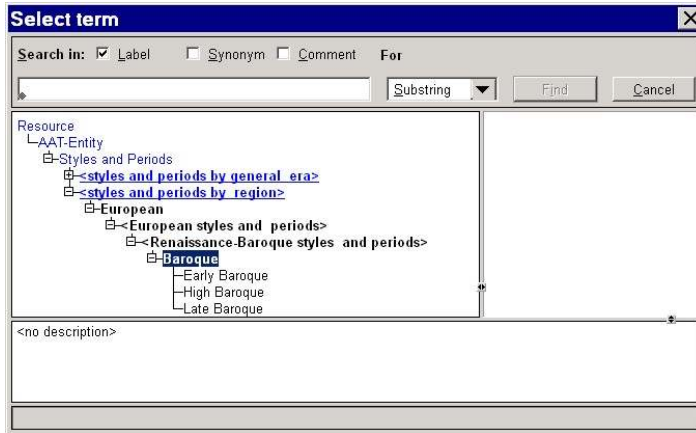 Select term
Search in: Label Synonym Comment For
Substring Find Cancel
Resource
AAT-Entity
Styles and Periods
<styles and periods by general era>
<styles and periods by region>
European
<European styles and periods>
<Renaissance-Baroque styles and periods>
Baroque
Early Baroque
High Baroque
Late Baroque
<no description>